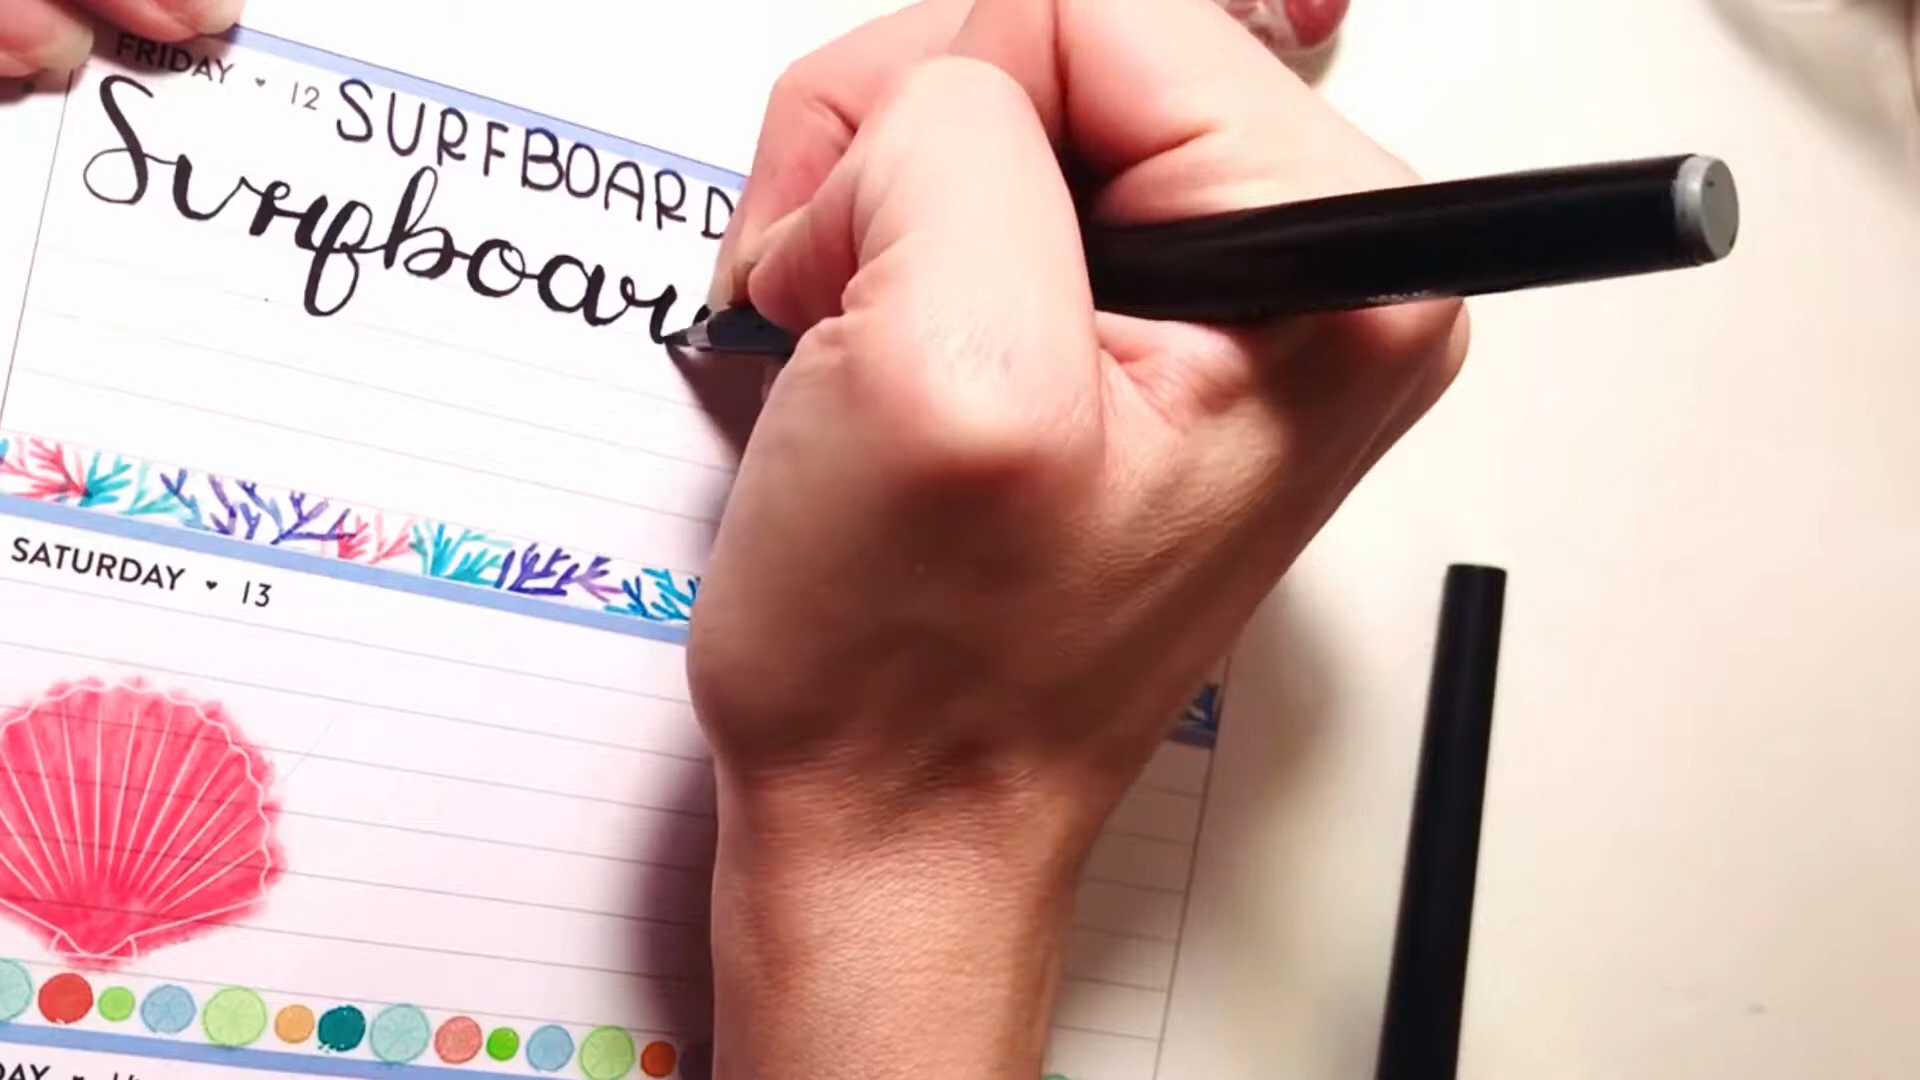 FRIDAY ♥ 12
SURFBOARD
Surfboar
SATURDAY ♥ 13